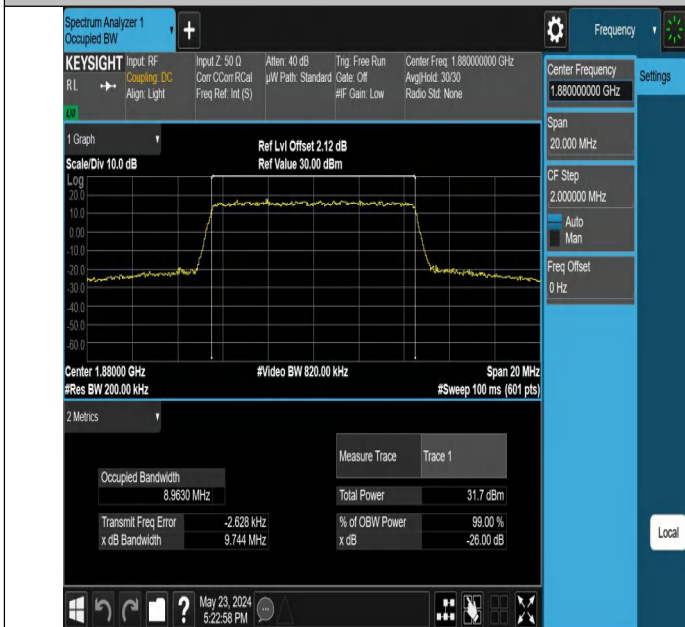 Spectrum Analyzer 1
Occupied BW
+
Frequency
KEYSIGHT
RL
LXI
Input: RF
Coupling: DC
Align: Light
Input Z: 50 Ω
Corr CCorr RCal
Freq Ref: Int (S)
Atten: 40 dB
µW Path: Standard
Trig: Free Run
Gate: Off
#IF Gain: Low
Center Freq: 1.880000000 GHz
Avg|Hold: 30/30
Radio Std: None
Center Frequency
1.880000000 GHz
Settings
Span
20.000 MHz
CF Step
2.000000 MHz
Auto
Man
Freq Offset
0 Hz
Local
1 Graph
Scale/Div 10.0 dB
Ref Lvl Offset 2.12 dB
Ref Value 30.00 dBm
Log
20.0
10.0
0.00
-10.0
-20.0
-30.0
-40.0
-50.0
-60.0
Center 1.88000 GHz
#Video BW 820.00 kHz
Span 20 MHz
#Res BW 200.00 kHz
#Sweep 100 ms (601 pts)
2 Metrics
Measure Trace
Trace 1
Occupied Bandwidth
8.9630 MHz
Total Power
31.7 dBm
Transmit Freq Error
-2.628 kHz
% of OBW Power
99.00 %
x dB Bandwidth
9.744 MHz
x dB
-26.00 dB
?
May 23, 2024
5:22:58 PM